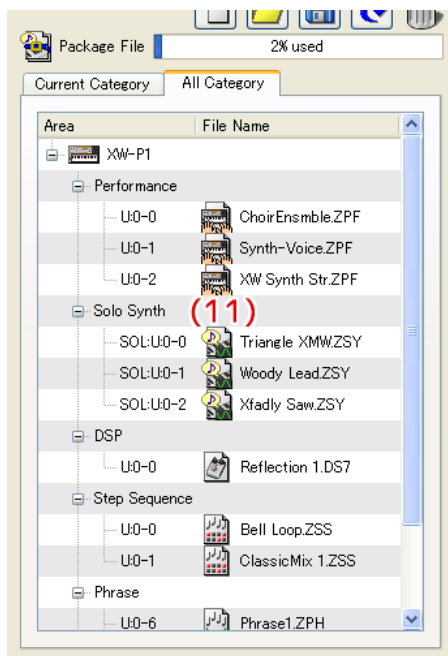 Package File 2% used
Current Category All Category
Area File Name
XW-P1
Performance
U:0-0 ChoirEnsmble.ZPF
U:0-1 Synth-Voice.ZPF
U:0-2 XW Synth Str.ZPF
Solo Synth (11)
SOL:U:0-0 Triangle XMW.ZSY
SOL:U:0-1 Woody Lead.ZSY
SOL:U:0-2 Xfadly Saw.ZSY
DSP
U:0-0 Reflection 1.DS7
Step Sequence
U:0-0 Bell Loop.ZSS
U:0-1 ClassicMix 1.ZSS
Phrase
U:0-6 Phrase1.ZPH